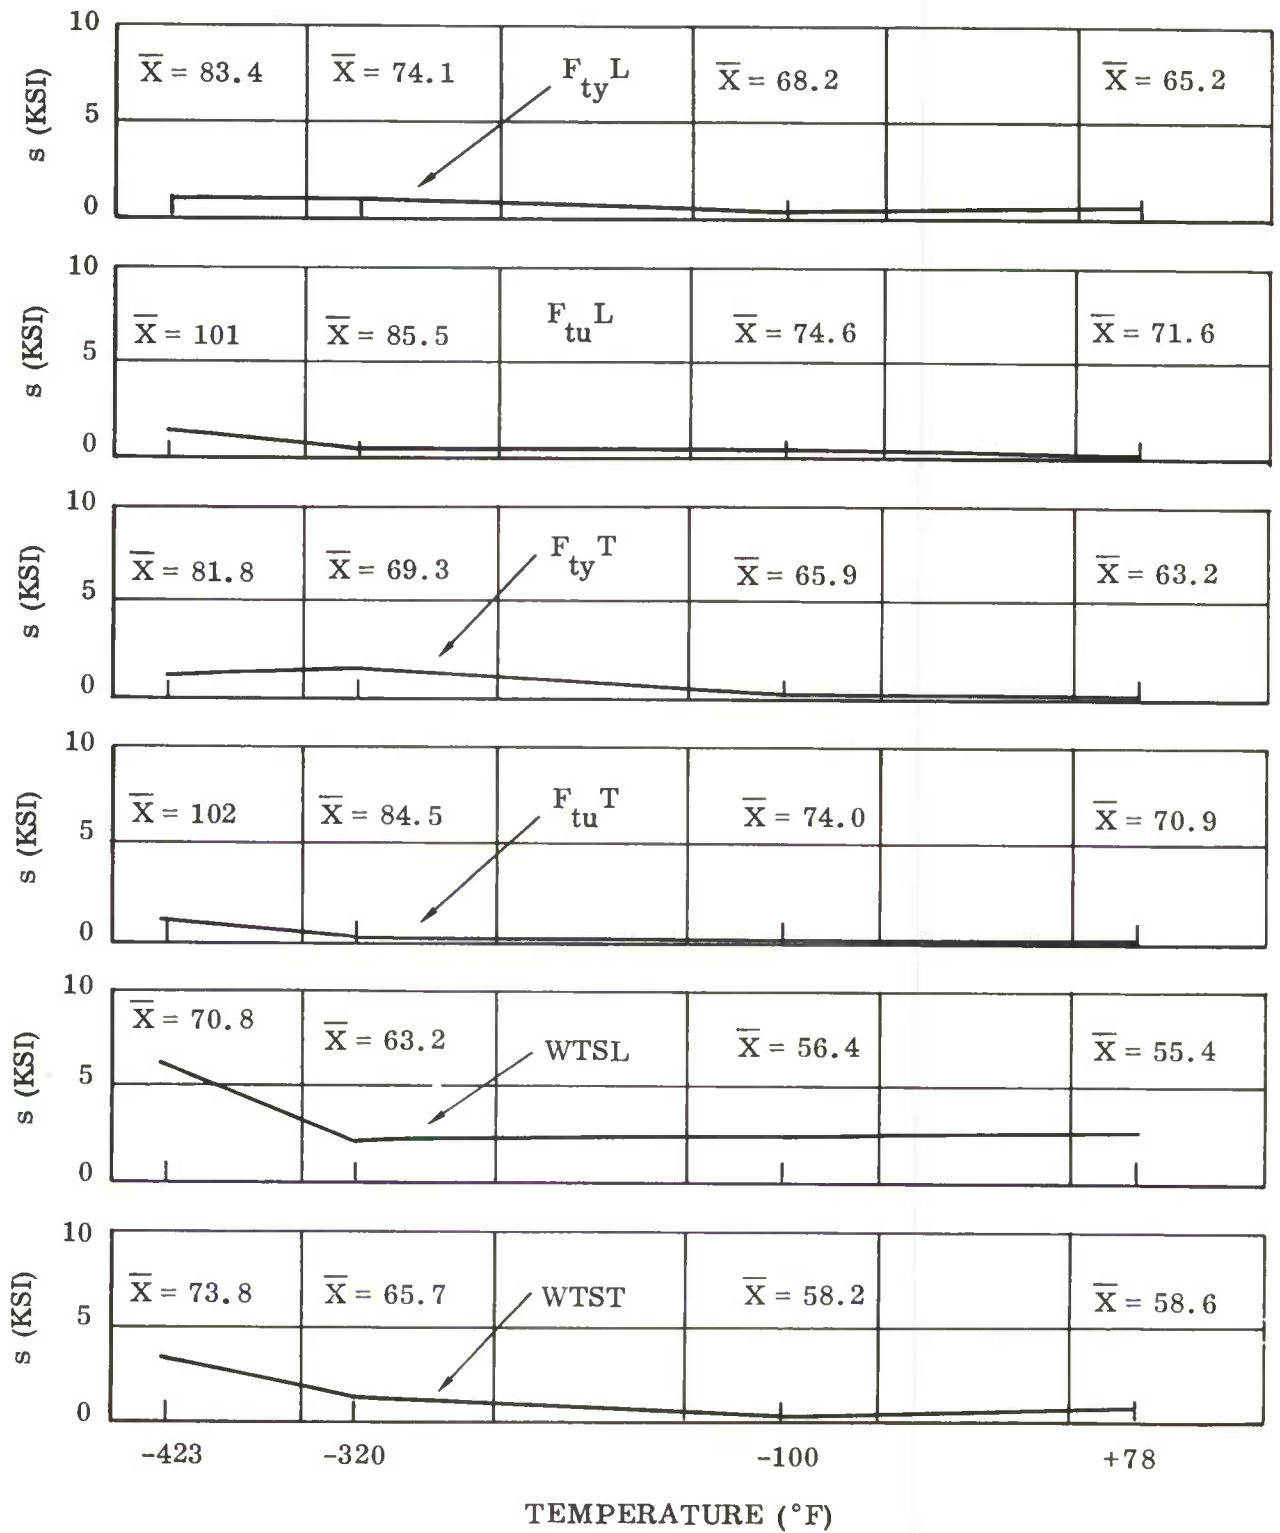 10
X̄ = 83.4 X̄ = 74.1 F_ty L X̄ = 68.2 X̄ = 65.2
5
0
s (KSI)
10
X̄ = 101 X̄ = 85.5 F_tu L X̄ = 74.6 X̄ = 71.6
5
0
s (KSI)
10
X̄ = 81.8 X̄ = 69.3 F_ty T X̄ = 65.9 X̄ = 63.2
5
0
s (KSI)
10
X̄ = 102 X̄ = 84.5 F_tu T X̄ = 74.0 X̄ = 70.9
5
0
s (KSI)
10
X̄ = 70.8 X̄ = 63.2 WTSL X̄ = 56.4 X̄ = 55.4
5
0
s (KSI)
10
X̄ = 73.8 X̄ = 65.7 WTST X̄ = 58.2 X̄ = 58.6
5
0
s (KSI)
-423 -320 -100 +78
TEMPERATURE (°F)